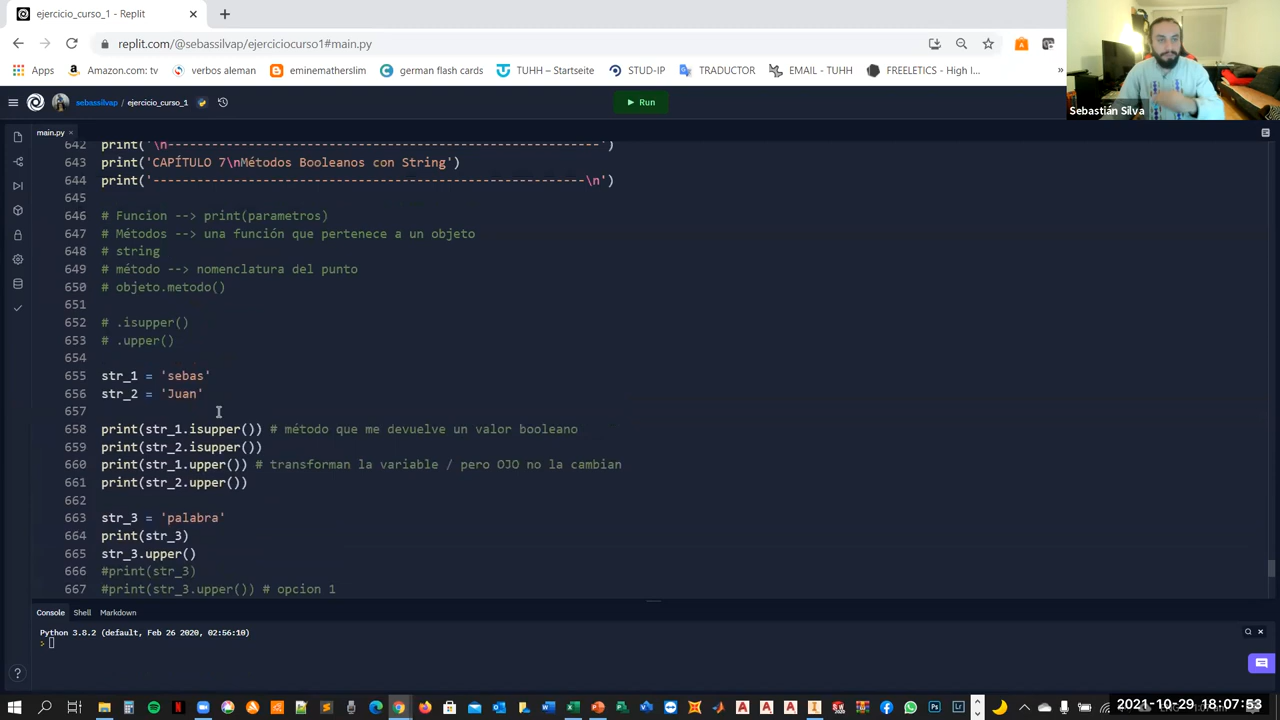 ejercicio_curso_1 - Replit
replit.com/@sebassilvap/ejerciciocurso1#main.py
Apps
Amazon.com: tv
verbos aleman
eminematherslim
german flash cards
TUHH – Startseite
STUD-IP
TRADUCTOR
EMAIL - TUHH
FREELETICS - High I...
»
Sebastián Silva
sebassilvap / ejercicio_curso_1
Run
main.py
642 print('\n-----------------------------------------------------------')
643 print('CAPÍTULO 7\nMétodos Booleanos con String')
644 print('-----------------------------------------------------------\n')
645
646 # Funcion --> print(parametros)
647 # Métodos --> una función que pertenece a un objeto
648 # string
649 # método --> nomenclatura del punto
650 # objeto.metodo()
651
652 # .isupper()
653 # .upper()
654
655 str_1 = 'sebas'
656 str_2 = 'Juan'
657
658 print(str_1.isupper()) # método que me devuelve un valor booleano
659 print(str_2.isupper())
660 print(str_1.upper()) # transforman la variable / pero OJO no la cambian
661 print(str_2.upper())
662
663 str_3 = 'palabra'
664 print(str_3)
665 str_3.upper()
666 #print(str_3)
667 #print(str_3.upper()) # opcion 1
Console
Shell
Markdown
Python 3.8.2 (default, Feb 26 2020, 02:56:10)
>
2021-10-29 18:07:53